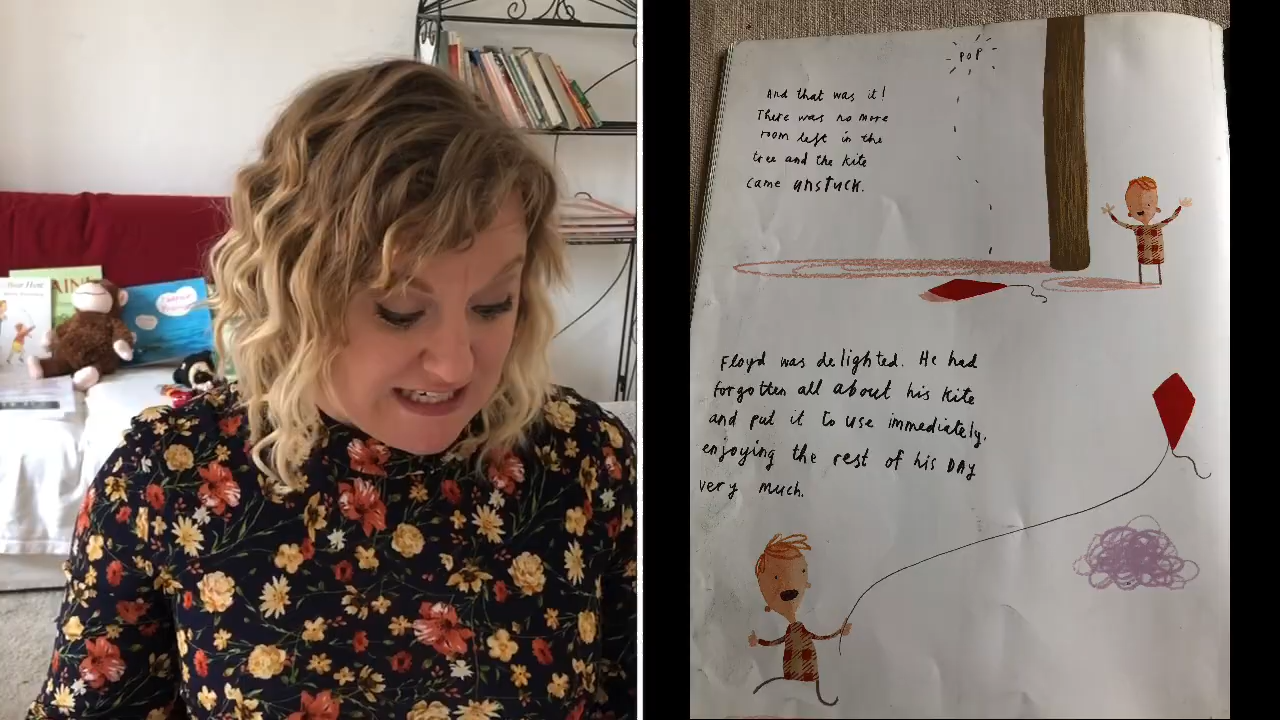 POP
And that was it!
There was no more
room left in the
tree and the kite
came unstuck.
Floyd was delighted. He had
forgotten all about his kite
and put it to use immediately,
enjoying the rest of his DAY
very much.